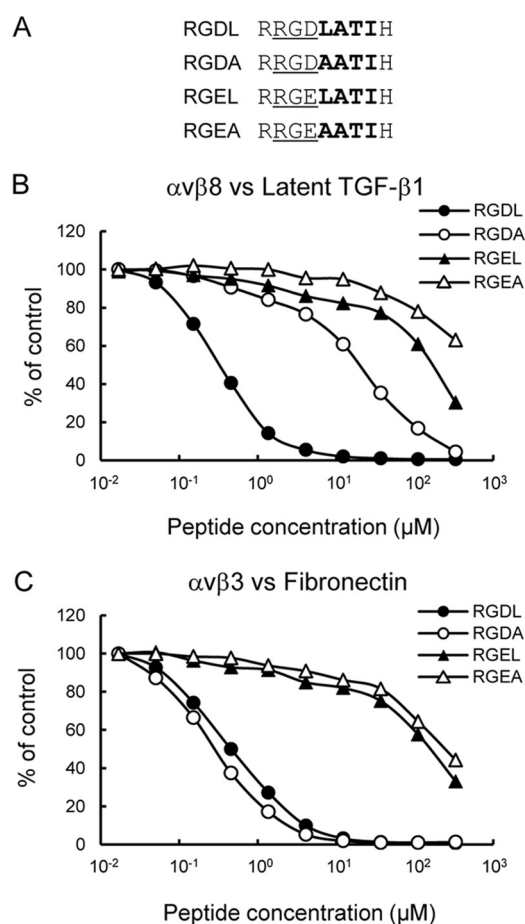 A
RGDL RRGDLATIH
RGDA RRGDAATIH
RGEL RRGELATIH
RGEA RRGEAATIH
B
αvβ8 vs Latent TGF-β1
RGDL
RGDA
RGEL
RGEA
120
100
80
60
40
20
0
% of control
10-2 10-1 100 101 102 103
Peptide concentration (μM)
C
αvβ3 vs Fibronectin
RGDL
RGDA
RGEL
RGEA
120
100
80
60
40
20
0
% of control
10-2 10-1 100 101 102 103
Peptide concentration (μM)